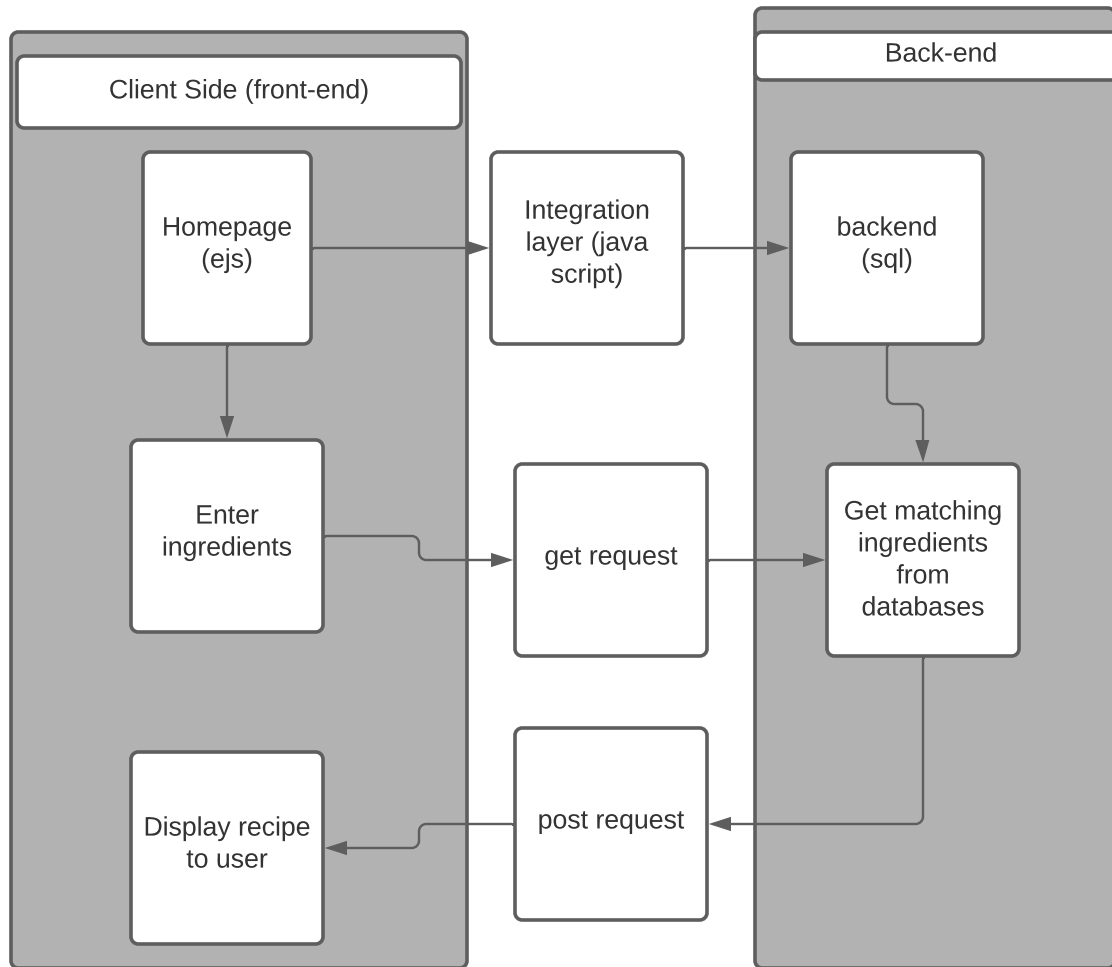 Client Side (front-end)
Back-end
Homepage
(ejs)
Integration
layer (java
script)
backend
(sql)
Enter
ingredients
get request
Get matching
ingredients
from
databases
Display recipe
to user
post request